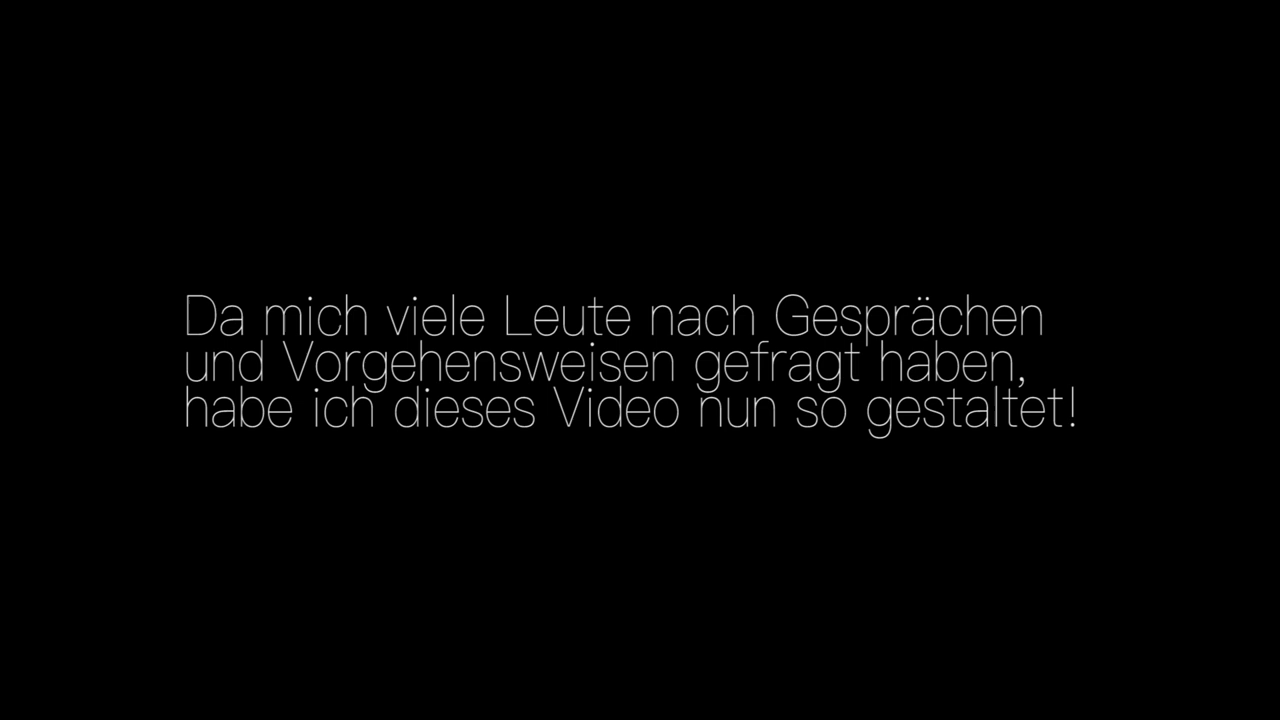 Da mich viele Leute nach Gesprächen
und Vorgehensweisen gefragt haben,
habe ich dieses Video nun so gestaltet!